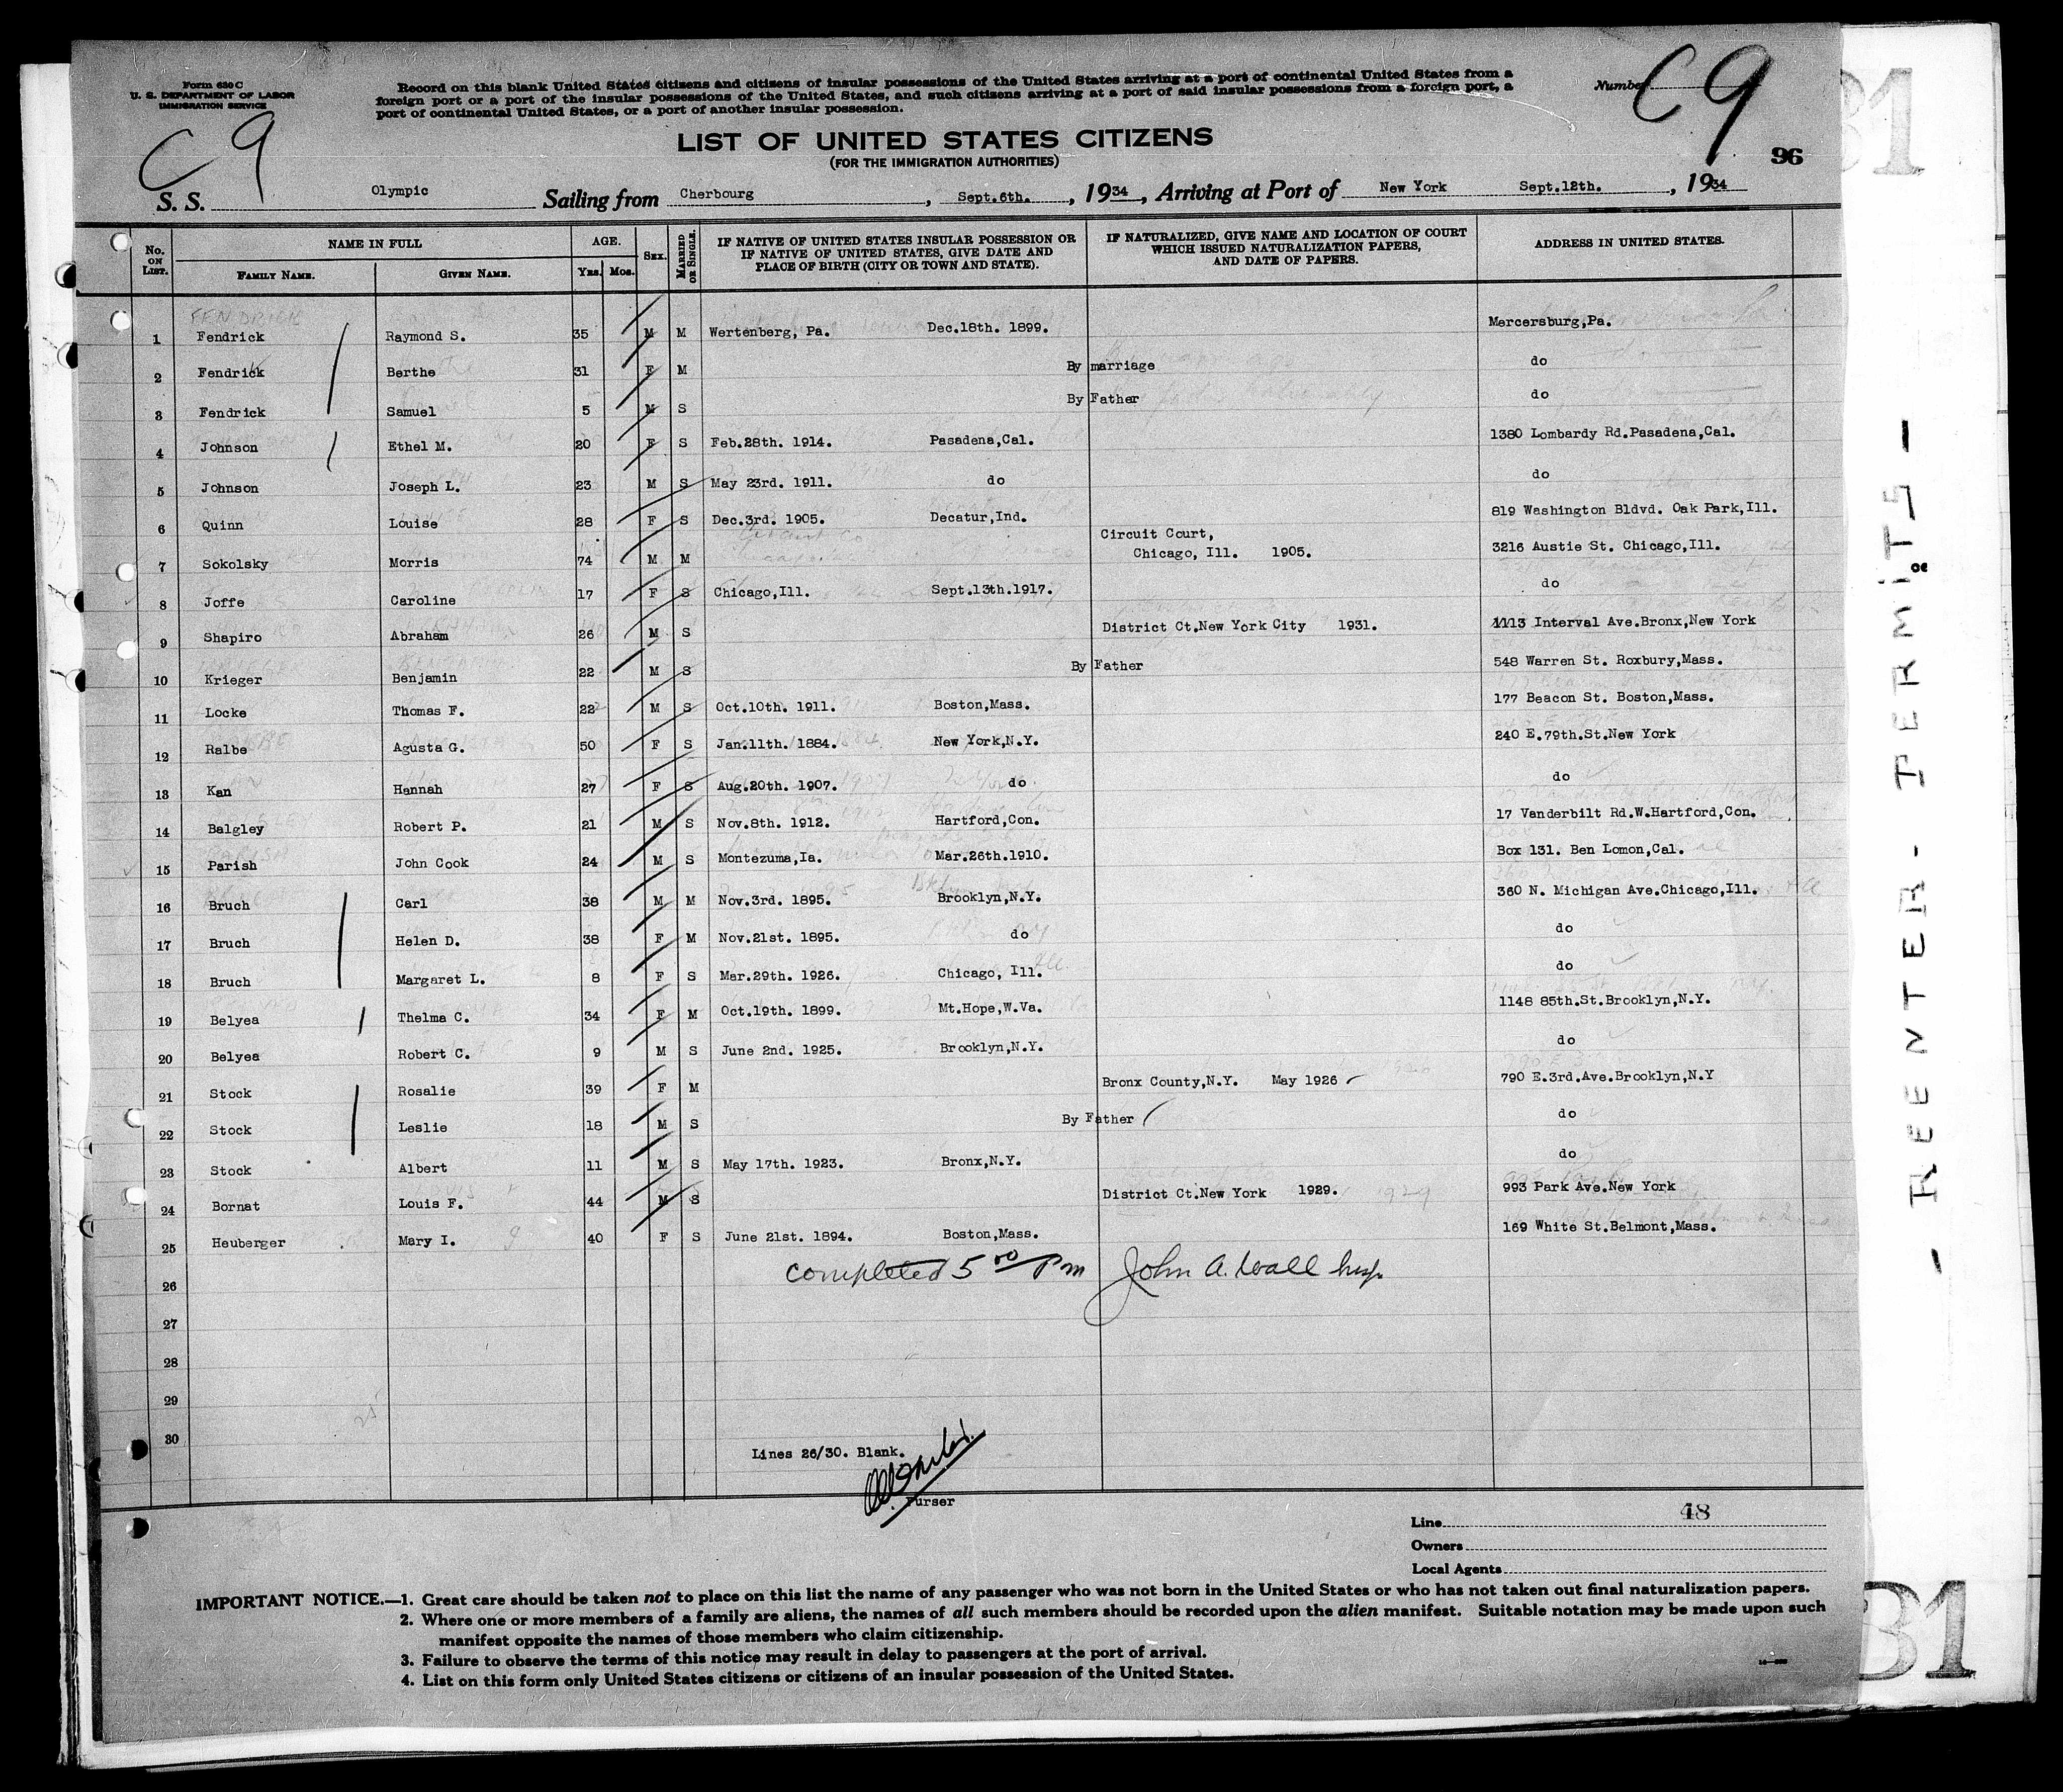 Form 630 C
U. S. DEPARTMENT OF LABOR
IMMIGRATION SERVICE
Record on this blank United States citizens and citizens of insular possessions of the United States arriving at a port of continental United States from a
foreign port or a port of the insular possessions of the United States, and such citizens arriving at a port of said insular possessions from a foreign port, a
port of continental United States, or a port of another insular possession.
Number C9
C9
LIST OF UNITED STATES CITIZENS
(FOR THE IMMIGRATION AUTHORITIES)
96
S. S. Olympic Sailing from Cherbourg, Sept.6th., 1934, Arriving at Port of New York Sept.12th., 1934
No. ON LIST. NAME IN FULL FAMILY NAME. GIVEN NAME. AGE. Yrs. Mos. SEX. MARRIED OR SINGLE. IF NATIVE OF UNITED STATES INSULAR POSSESSION OR IF NATIVE OF UNITED STATES, GIVE DATE AND PLACE OF BIRTH (CITY OR TOWN AND STATE). IF NATURALIZED, GIVE NAME AND LOCATION OF COURT WHICH ISSUED NATURALIZATION PAPERS, AND DATE OF PAPERS. ADDRESS IN UNITED STATES.
FENDRICK
1 Fendrick Raymond S. 35 M M Wertenberg, Pa. Dec.18th. 1899. Mercersburg,Pa.
2 Fendrick Berthe 31 F M By marriage do
3 Fendrick Samuel 5 M S By Father do
4 Johnson Ethel M. 20 F S Feb.28th. 1914. Pasadena,Cal. 1380 Lombardy Rd.Pasadena,Cal.
5 Johnson Joseph L. 23 M S May 23rd. 1911. do do
6 Quinn Louise 28 F S Dec.3rd. 1905. Decatur,Ind. 819 Washington Bldvd. Oak Park,Ill.
7 Sokolsky Morris 74 M M Circuit Court, Chicago, Ill. 1905. 3216 Austie St. Chicago,Ill.
8 Joffe Caroline 17 F S Chicago,Ill. Sept.13th.1917. do
9 Shapiro Abraham 26 M S District Ct.New York City 1931. 1113 Interval Ave.Bronx,New York
10 Krieger Benjamin 22 M S By Father 548 Warren St. Roxbury,Mass.
11 Locke Thomas F. 22 M S Oct.10th. 1911. Boston,Mass. 177 Beacon St. Boston,Mass.
12 Ralbe Agusta G. 50 F S Jan.11th. 1884. New York,N.Y. 240 E.79th.St.New York
13 Kan Hannah 27 F S Aug.20th. 1907. do do
14 Balgley Robert P. 21 M S Nov.8th. 1912. Hartford,Con. 17 Vanderbilt Rd.W.Hartford,Con.
15 Parish John Cook 24 M S Montezuma,Ia. Mar.26th.1910. Box 131. Ben Lomon,Cal.
16 Bruch Carl 38 M M Nov.3rd. 1895. Brooklyn,N.Y. 360 N. Michigan Ave.Chicago,Ill.
17 Bruch Helen D. 38 F M Nov.21st. 1895. do do
18 Bruch Margaret L. 8 F S Mar.29th. 1926. Chicago, Ill. do
19 Belyea Thelma C. 34 F M Oct.19th. 1899. Mt.Hope,W.Va. 1148 85th.St.Brooklyn,N.Y.
20 Belyea Robert C. 9 M S June 2nd. 1925. Brooklyn,N.Y. do
21 Stock Rosalie 39 F M Bronx County,N.Y. May 1926 790 E.3rd.Ave.Brooklyn,N.Y
22 Stock Leslie 18 M S By Father do
23 Stock Albert 11 M S May 17th. 1923. Bronx,N.Y. do
24 Bornat Louis F. 44 M S District Ct.New York 1929. 993 Park Ave.New York
25 Heuberger Mary I. 40 F S June 21st. 1894. Boston,Mass. 169 White St.Belmont,Mass.
26 completed 5 00 Pm John A. Wall Insp.
27
28
29
30
Lines 26/30. Blank.
Purser
48
Line
Owners
Local Agents
IMPORTANT NOTICE.—1. Great care should be taken not to place on this list the name of any passenger who was not born in the United States or who has not taken out final naturalization papers.
2. Where one or more members of a family are aliens, the names of all such members should be recorded upon the alien manifest. Suitable notation may be made upon such
manifest opposite the names of those members who claim citizenship.
3. Failure to observe the terms of this notice may result in delay to passengers at the port of arrival.
4. List on this form only United States citizens or citizens of an insular possession of the United States.
- REENTER- PERMITS -
31
31